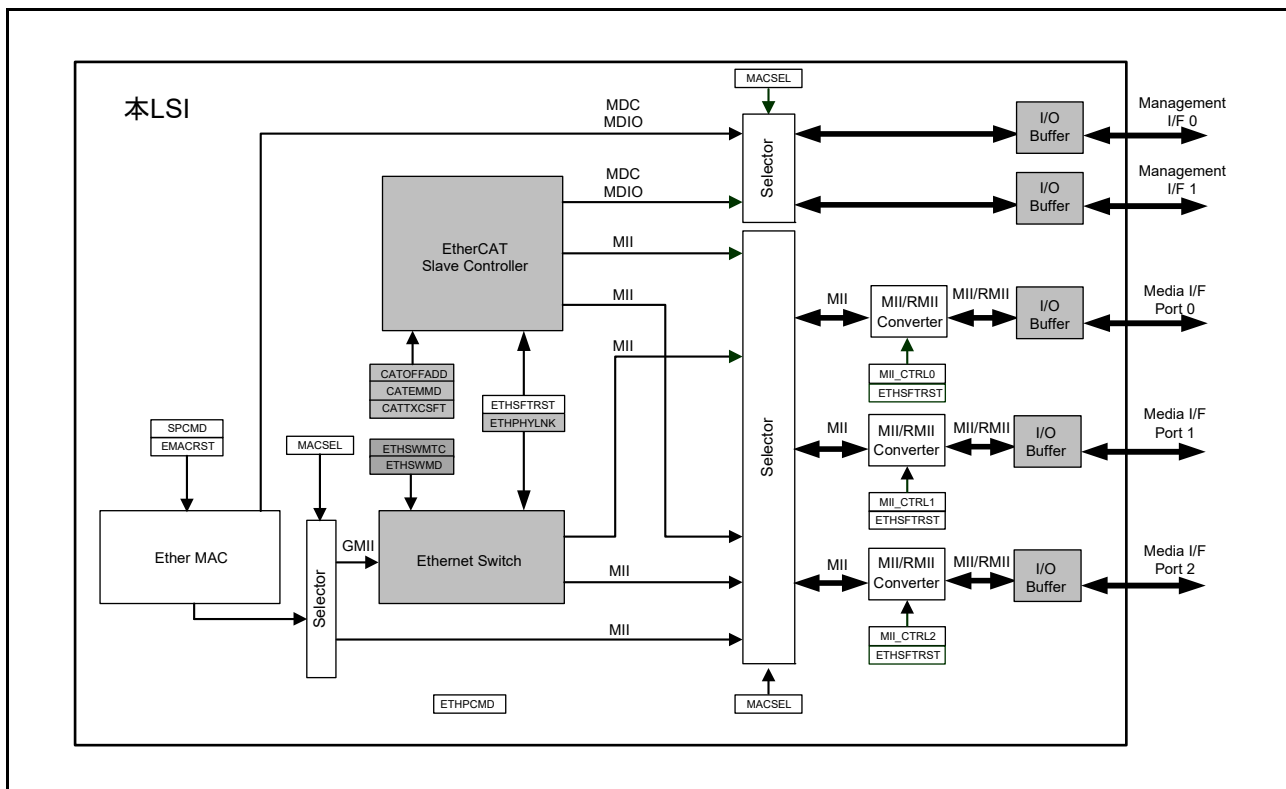 本LSI
MACSEL
MDC
MDIO
Selector
I/O
Buffer
Management
I/F 0
MDC
MDIO
I/O
Buffer
Management
I/F 1
EtherCAT
Slave Controller
MII
MII
MII
MII
MII/RMII
Converter
MII/RMII
I/O
Buffer
Media I/F
Port 0
MII_CTRL0
ETHSFTRST
CATOFFADD
CATEMMD
CATTXCSFT
ETHSFTRST
ETHPHYLNK
Selector
MII
MII/RMII
Converter
MII/RMII
I/O
Buffer
Media I/F
Port 1
MII_CTRL1
ETHSFTRST
SPCMD
EMACRST
MACSEL
ETHSWMTC
ETHSWMD
Ether MAC
Selector
GMII
Ethernet Switch
MII
MII
MII
MII/RMII
Converter
MII/RMII
I/O
Buffer
Media I/F
Port 2
MII_CTRL2
ETHSFTRST
ETHPCMD
MACSEL